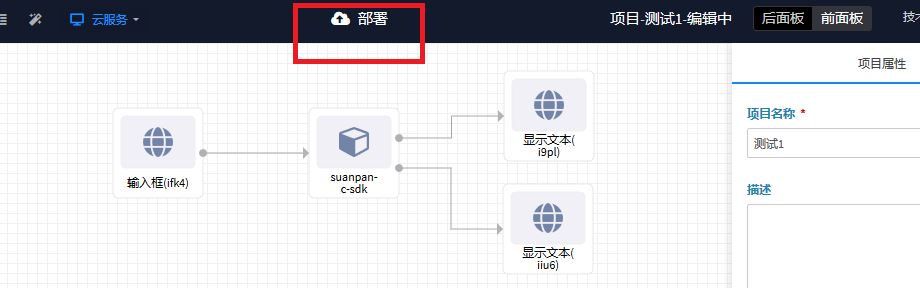 云服务
部署
项目-测试1-编辑中
后面板
前面板
技
项目属性
项目名称 *
测试1
描述
输入框(ifk4)
suanpan-
c-sdk
显示文本(
i9pl)
显示文本(
iiu6)